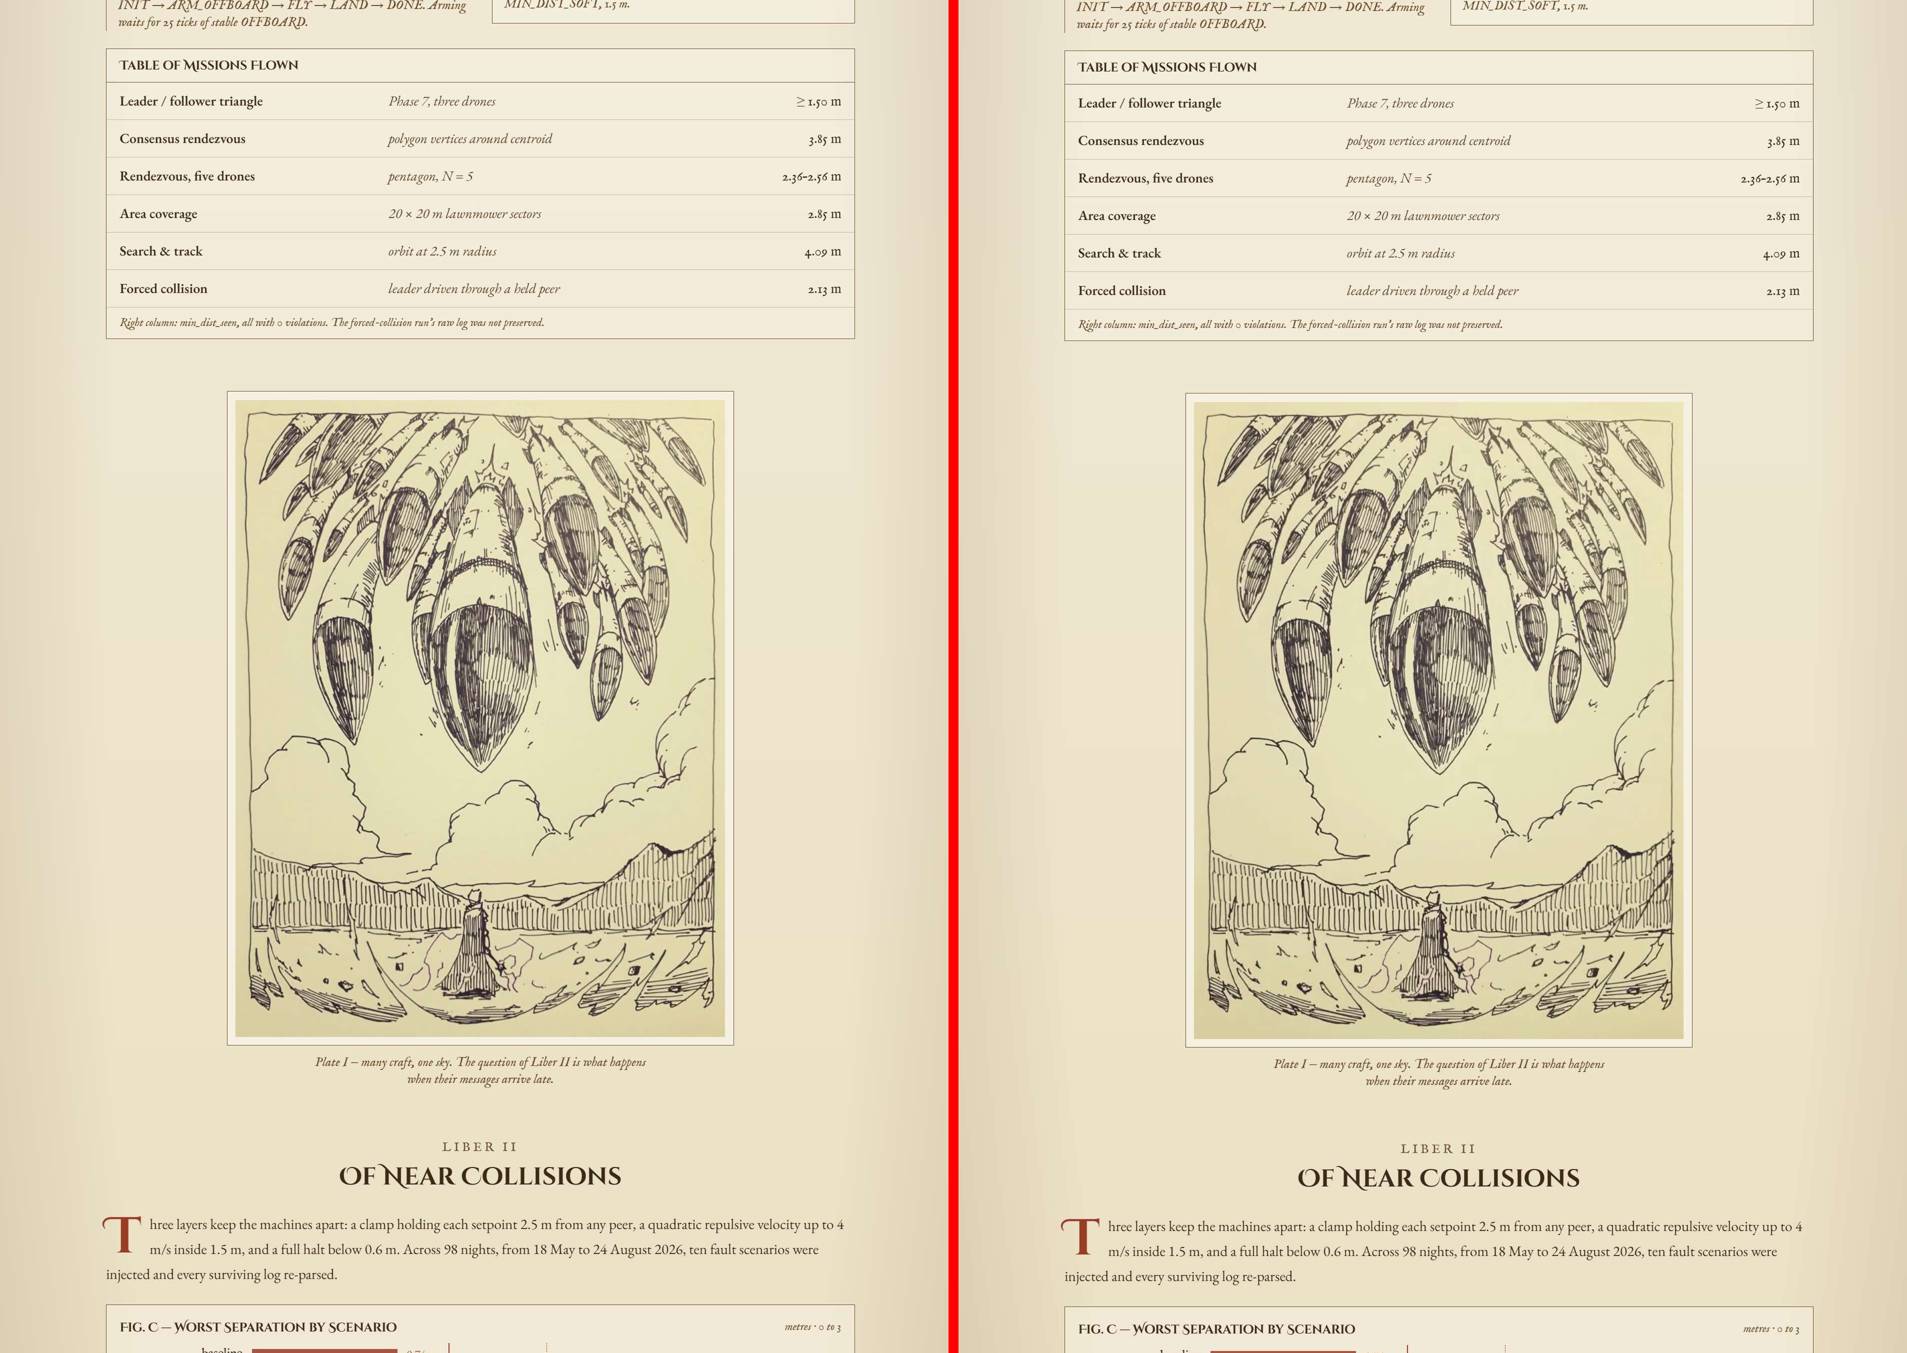 INIT → ARM_OFFBOARD → FLY → LAND → DONE. Arming
waits for 25 ticks of stable OFFBOARD.
MIN_DIST_SOFT, 1.5 m.
TABLE OF MISSIONS FLOWN
Leader / follower triangle Phase 7, three drones ≥ 1.50 m
Consensus rendezvous polygon vertices around centroid 3.85 m
Rendezvous, five drones pentagon, N = 5 2.36–2.56 m
Area coverage 20 × 20 m lawnmower sectors 2.85 m
Search & track orbit at 2.5 m radius 4.09 m
Forced collision leader driven through a held peer 2.13 m
Right column: min_dist_seen, all with 0 violations. The forced-collision run's raw log was not preserved.
Plate I – many craft, one sky. The question of Liber II is what happens
when their messages arrive late.
LIBER II
OF NEAR COLLISIONS
Three layers keep the machines apart: a clamp holding each setpoint 2.5 m from any peer, a quadratic repulsive velocity up to 4
m/s inside 1.5 m, and a full halt below 0.6 m. Across 98 nights, from 18 May to 24 August 2026, ten fault scenarios were
injected and every surviving log re-parsed.
FIG. C — WORST SEPARATION BY SCENARIO metres · 0 to 3
INIT → ARM_OFFBOARD → FLY → LAND → DONE. Arming
waits for 25 ticks of stable OFFBOARD.
MIN_DIST_SOFT, 1.5 m.
TABLE OF MISSIONS FLOWN
Leader / follower triangle Phase 7, three drones ≥ 1.50 m
Consensus rendezvous polygon vertices around centroid 3.85 m
Rendezvous, five drones pentagon, N = 5 2.36–2.56 m
Area coverage 20 × 20 m lawnmower sectors 2.85 m
Search & track orbit at 2.5 m radius 4.09 m
Forced collision leader driven through a held peer 2.13 m
Right column: min_dist_seen, all with 0 violations. The forced-collision run's raw log was not preserved.
Plate I – many craft, one sky. The question of Liber II is what happens
when their messages arrive late.
LIBER II
OF NEAR COLLISIONS
Three layers keep the machines apart: a clamp holding each setpoint 2.5 m from any peer, a quadratic repulsive velocity up to 4
m/s inside 1.5 m, and a full halt below 0.6 m. Across 98 nights, from 18 May to 24 August 2026, ten fault scenarios were
injected and every surviving log re-parsed.
FIG. C — WORST SEPARATION BY SCENARIO metres · 0 to 3